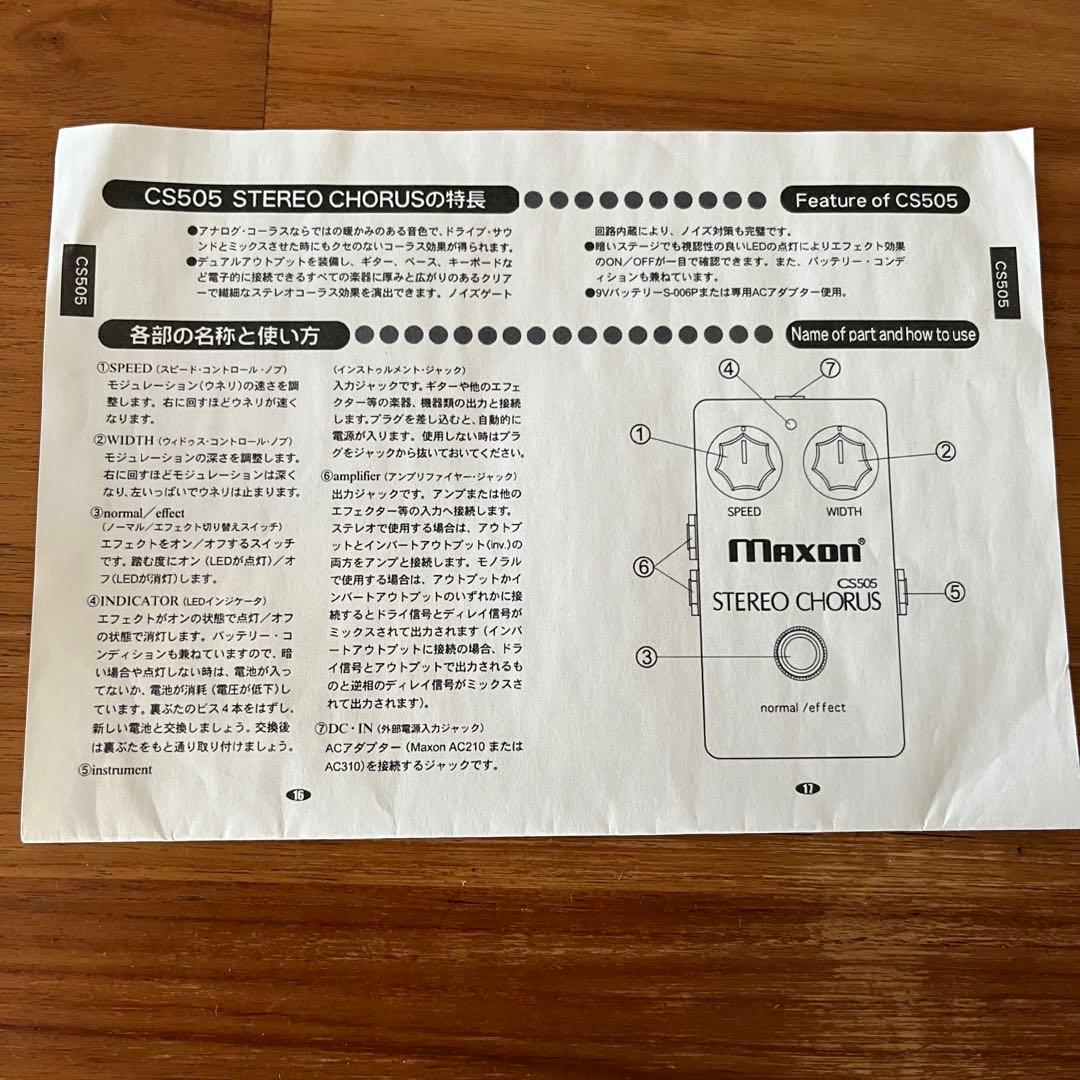 CS505 STEREO CHORUSの特長
Feature of CS505
CS505
●アナログ・コーラスならではの暖かみのある音色で、ドライブ・サウ
ンドとミックスさせた時にもクセのないコーラス効果が得られます。
●デュアルアウトプットを装備し、ギター、ベース、キーボードな
ど電子的に接続できるすべての楽器に厚みと広がりのあるクリア
ーで繊細なステレオコーラス効果を演出できます。ノイズゲート
回路内蔵により、ノイズ対策も完璧です。
●暗いステージでも視認性の良いLEDの点灯によりエフェクト効果
のON／OFFが一目で確認できます。また、バッテリー・コンデ
ィションも兼ねています。
●9VバッテリーS-006Pまたは専用ACアダプター使用。
CS505
各部の名称と使い方
Name of part and how to use
①SPEED（スピード・コントロール・ノブ）
モジュレーション（ウネリ）の速さを調
整します。右に回すほどウネリが速く
なります。
②WIDTH（ウィドゥス・コントロール・ノブ）
モジュレーションの深さを調整します。
右に回すほどモジュレーションは深く
なり、左いっぱいでウネリは止まります。
③normal／effect
（ノーマル／エフェクト切り替えスイッチ）
エフェクトをオン／オフするスイッチ
です。踏む度にオン（LEDが点灯）／オ
フ（LEDが消灯）します。
④INDICATOR（LEDインジケータ）
エフェクトがオンの状態で点灯／オフ
の状態で消灯します。バッテリー・コ
ンディションも兼ねていますので、暗
い場合や点灯しない時は、電池が入っ
てないか、電池が消耗（電圧が低下）し
ています。裏ぶたのビス４本をはずし、
新しい電池と交換しましょう。交換後
は裏ぶたをもと通り取り付けましょう。
⑤instrument
（インストゥルメント・ジャック）
入力ジャックです。ギターや他のエフェ
クター等の楽器、機器類の出力と接続
します。プラグを差し込むと、自動的に
電源が入ります。使用しない時はプラ
グをジャックから抜いておいてください。
⑥amplifier（アンプリファイヤー・ジャック）
出力ジャックです。アンプまたは他の
エフェクター等の入力へ接続します。
ステレオで使用する場合は、アウトプ
ットとインバートアウトプット(inv.)の
両方をアンプと接続します。モノラル
で使用する場合は、アウトプットかイ
ンバートアウトプットのいずれかに接
続するとドライ信号とディレイ信号が
ミックスされて出力されます（インバ
ートアウトプットに接続の場合、ドラ
イ信号とアウトプットで出力されるも
のと逆相のディレイ信号がミックスさ
れて出力されます）。
⑦DC・IN（外部電源入力ジャック）
ACアダプター（Maxon AC210 または
AC310）を接続するジャックです。
16
④
⑦
①
②
SPEED
WIDTH
MAXON®
⑥
CS505
STEREO CHORUS
⑤
③
normal /effect
17